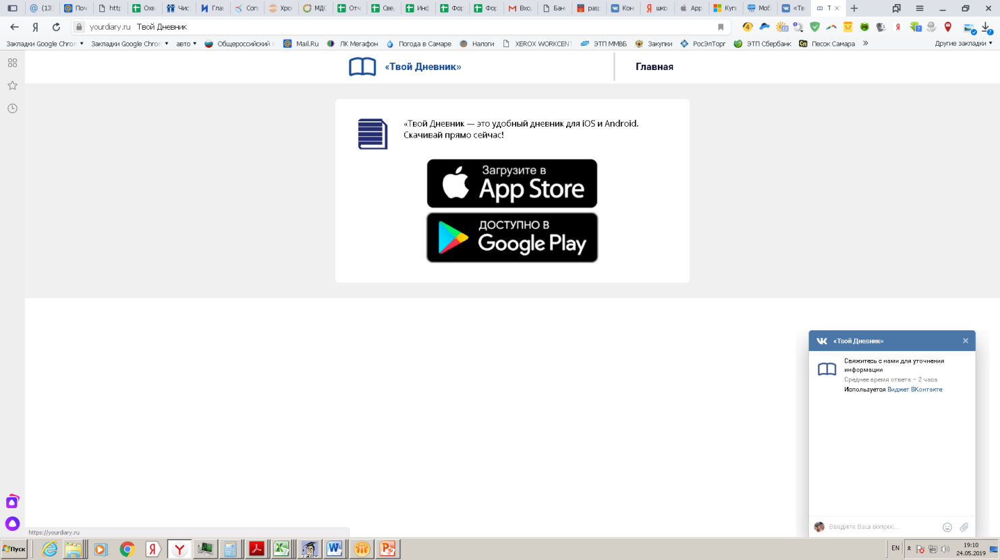 (13
Поч
http
Охв
Чис
Гла
Сог
Хро
МДС
Отч
Све,
Инф
Фор
Фор
Вхо,
Бан
разр
Кон
шко
App
Купи
Моб
«Тв
Т
yourdiary.ru Твой Дневник
Закладки Google Chron
Закладки Google Chron
авто
Общероссийский г
Mail.Ru
ЛК Мегафон
Погода в Самаре
Налоги
XEROX WORKCENT
ЭТП ММВБ
Закупки
РосЭлТорг
ЭТП Сбербанк
Песок Самара
»
Другие закладки
«Твой Дневник»
Главная
«Твой Дневник — это удобный дневник для iOS и Android.
Скачивай прямо сейчас!
Загрузите в
App Store
ДОСТУПНО В
Google Play
«Твой Дневник»
Свяжитесь с нами для уточнения
информации
Среднее время ответа – 2 часа
Используется Виджет ВКонтакте
Введите Ваш вопрос...
https://yourdiary.ru
Пуск
EN
19:10
24.05.2019